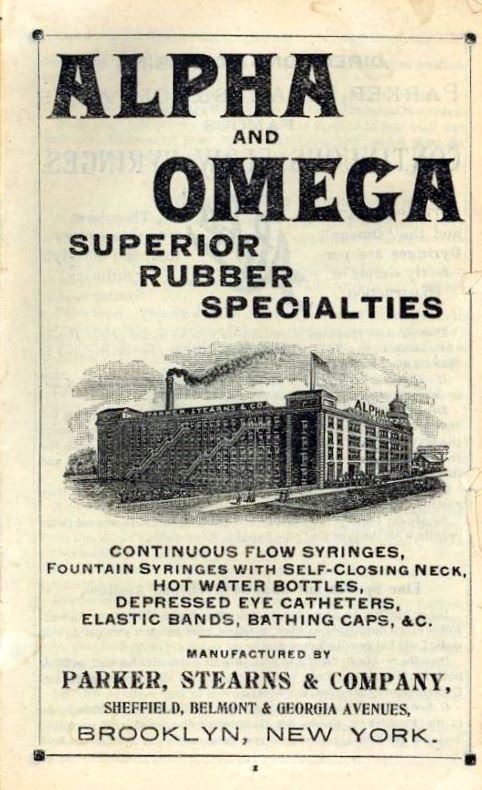 ALPHA
AND
OMEGA
SUPERIOR
RUBBER
SPECIALTIES
PARKER, STEARNS & CO.
ALPHA
CONTINUOUS FLOW SYRINGES,
FOUNTAIN SYRINGES WITH SELF-CLOSING NECK,
HOT WATER BOTTLES,
DEPRESSED EYE CATHETERS,
ELASTIC BANDS, BATHING CAPS, &C.
MANUFACTURED BY
PARKER, STEARNS & COMPANY,
SHEFFIELD, BELMONT & GEORGIA AVENUES,
BROOKLYN, NEW YORK.